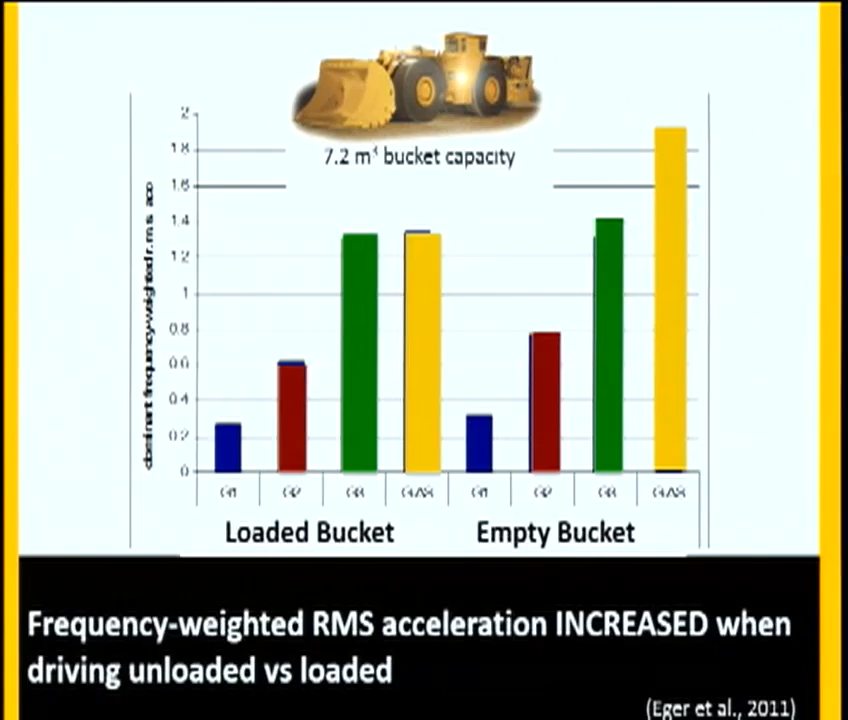 2
1.8
7.2 m³ bucket capacity
1.6
1.4
1.2
1
0.8
0.6
0.4
0.2
0
Loaded Bucket
Empty Bucket
Frequency-weighted RMS acceleration INCREASED when
driving unloaded vs loaded
(Eger et al., 2011)